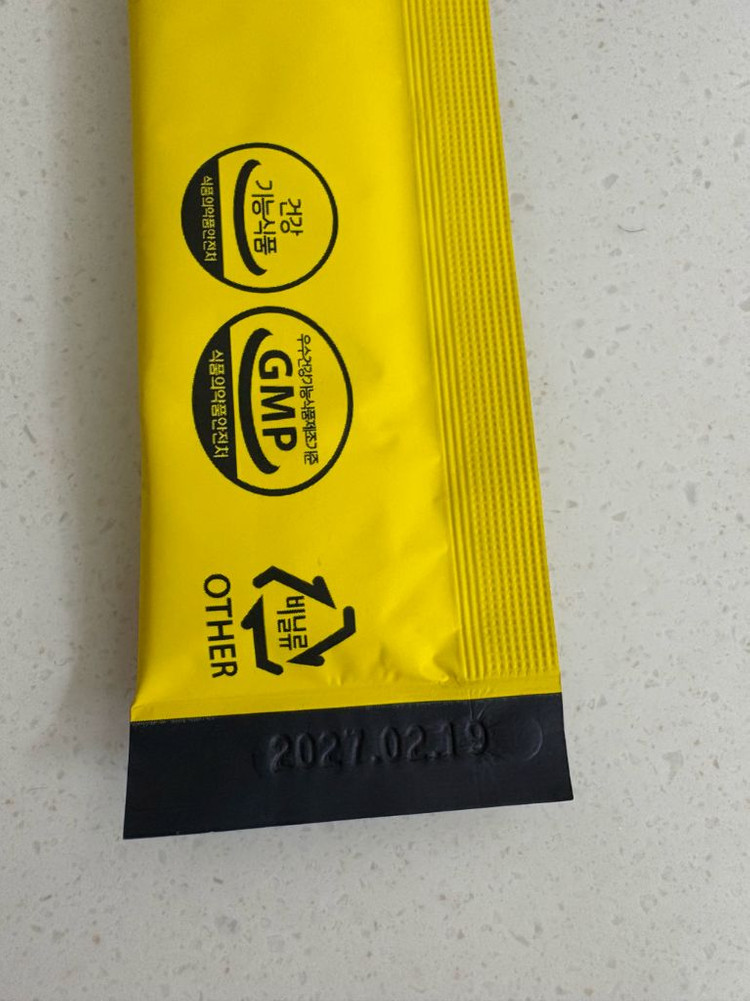 건강
기능식품
식품의약품안전처
우수건강기능식품제조기준
GMP
식품의약품안전처
비닐류
OTHER
2027.02.19